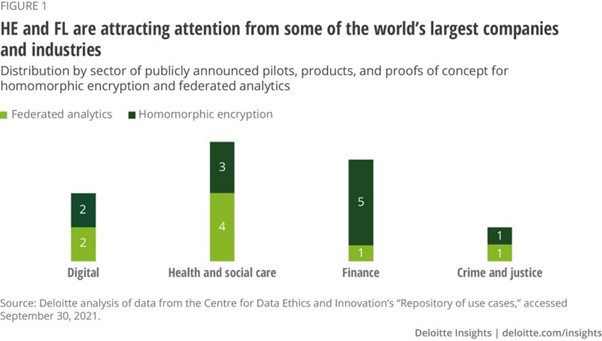 FIGURE 1
HE and FL are attracting attention from some of the world's largest companies
and industries
Distribution by sector of publicly announced pilots, products, and proofs of concept for
homomorphic encryption and federated analytics
Federated analytics Homomorphic encryption
3
5
2
4
2
1
1
1
Digital Health and social care Finance Crime and justice
Source: Deloitte analysis of data from the Centre for Data Ethics and Innovation's “Repository of use cases,” accessed
September 30, 2021.
Deloitte Insights | deloitte.com/insights